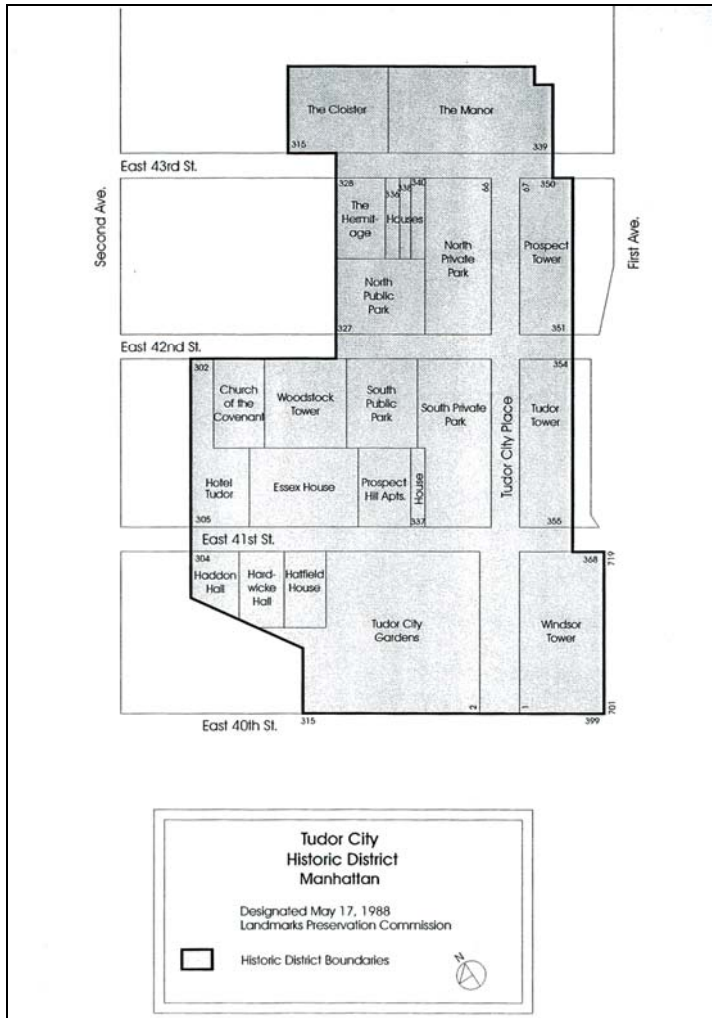 The Cloister
The Manor
315
339
East 43rd St.
Second Ave.
First Ave.
328
336
338
340
66
67
350
The
Hermit-
age
Houses
North
Private
Park
Prospect
Tower
North
Public
Park
327
351
East 42nd St.
302
354
Church
of the
Covenant
Woodstock
Tower
South
Public
Park
South Private
Park
Tudor City Place
Tudor
Tower
Hotel
Tudor
Essex House
Prospect
Hill Apts.
House
305
337
355
East 41st St.
304
368
719
Haddon
Hall
Hard-
wicke
Hall
Hatfield
House
Tudor City
Gardens
Windsor
Tower
2
1
701
East 40th St.
315
399
Tudor City
Historic District
Manhattan
Designated May 17, 1988
Landmarks Preservation Commission
Historic District Boundaries
N